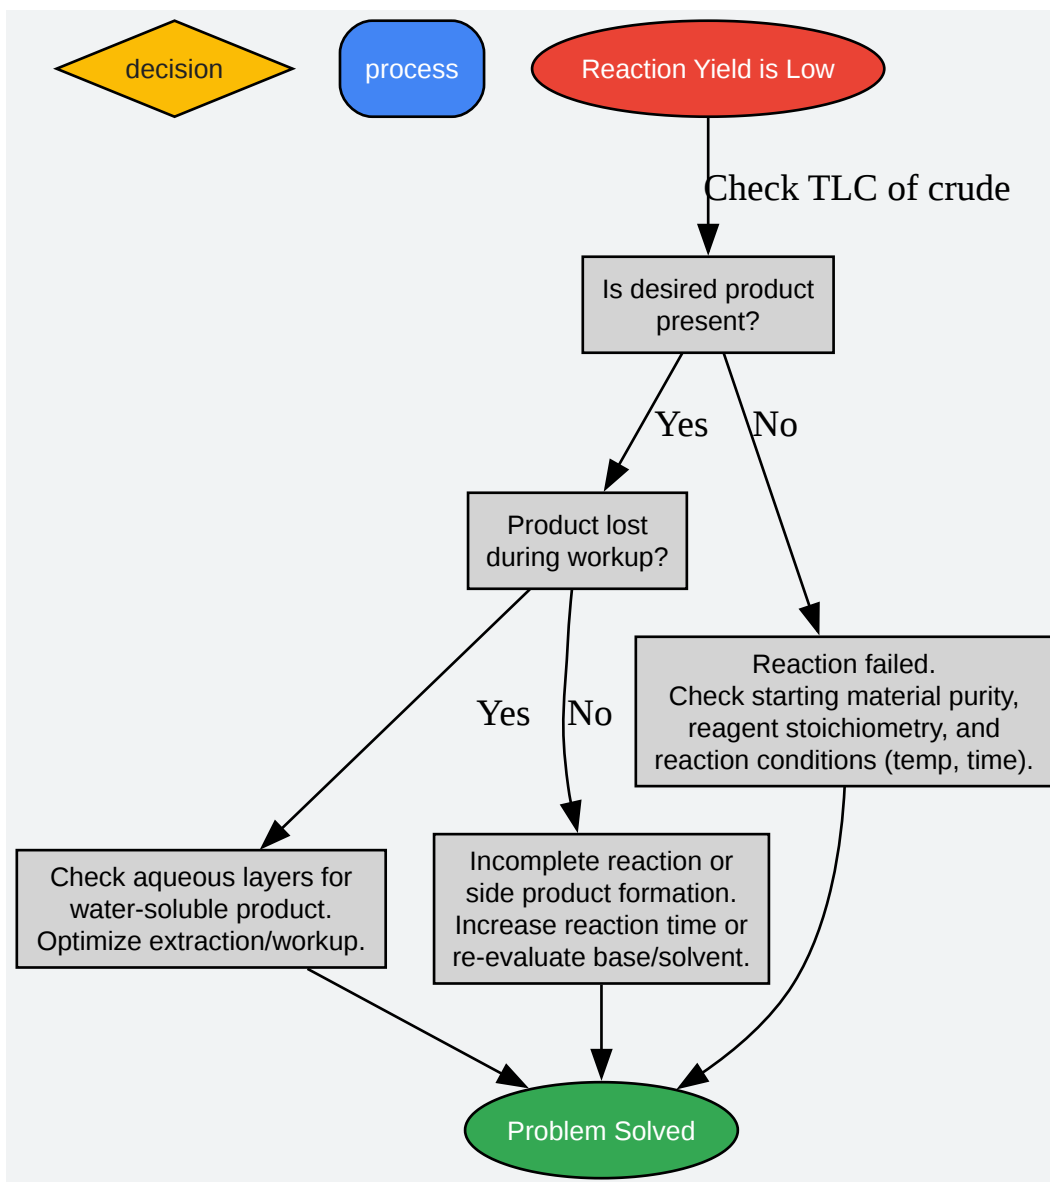 decision
process
Reaction Yield is Low
Check TLC of crude
Is desired product
present?
Yes
No
Product lost
during workup?
Reaction failed.
Check starting material purity,
reagent stoichiometry, and
reaction conditions (temp, time).
Yes
No
Check aqueous layers for
water-soluble product.
Optimize extraction/workup.
Incomplete reaction or
side product formation.
Increase reaction time or
re-evaluate base/solvent.
Problem Solved